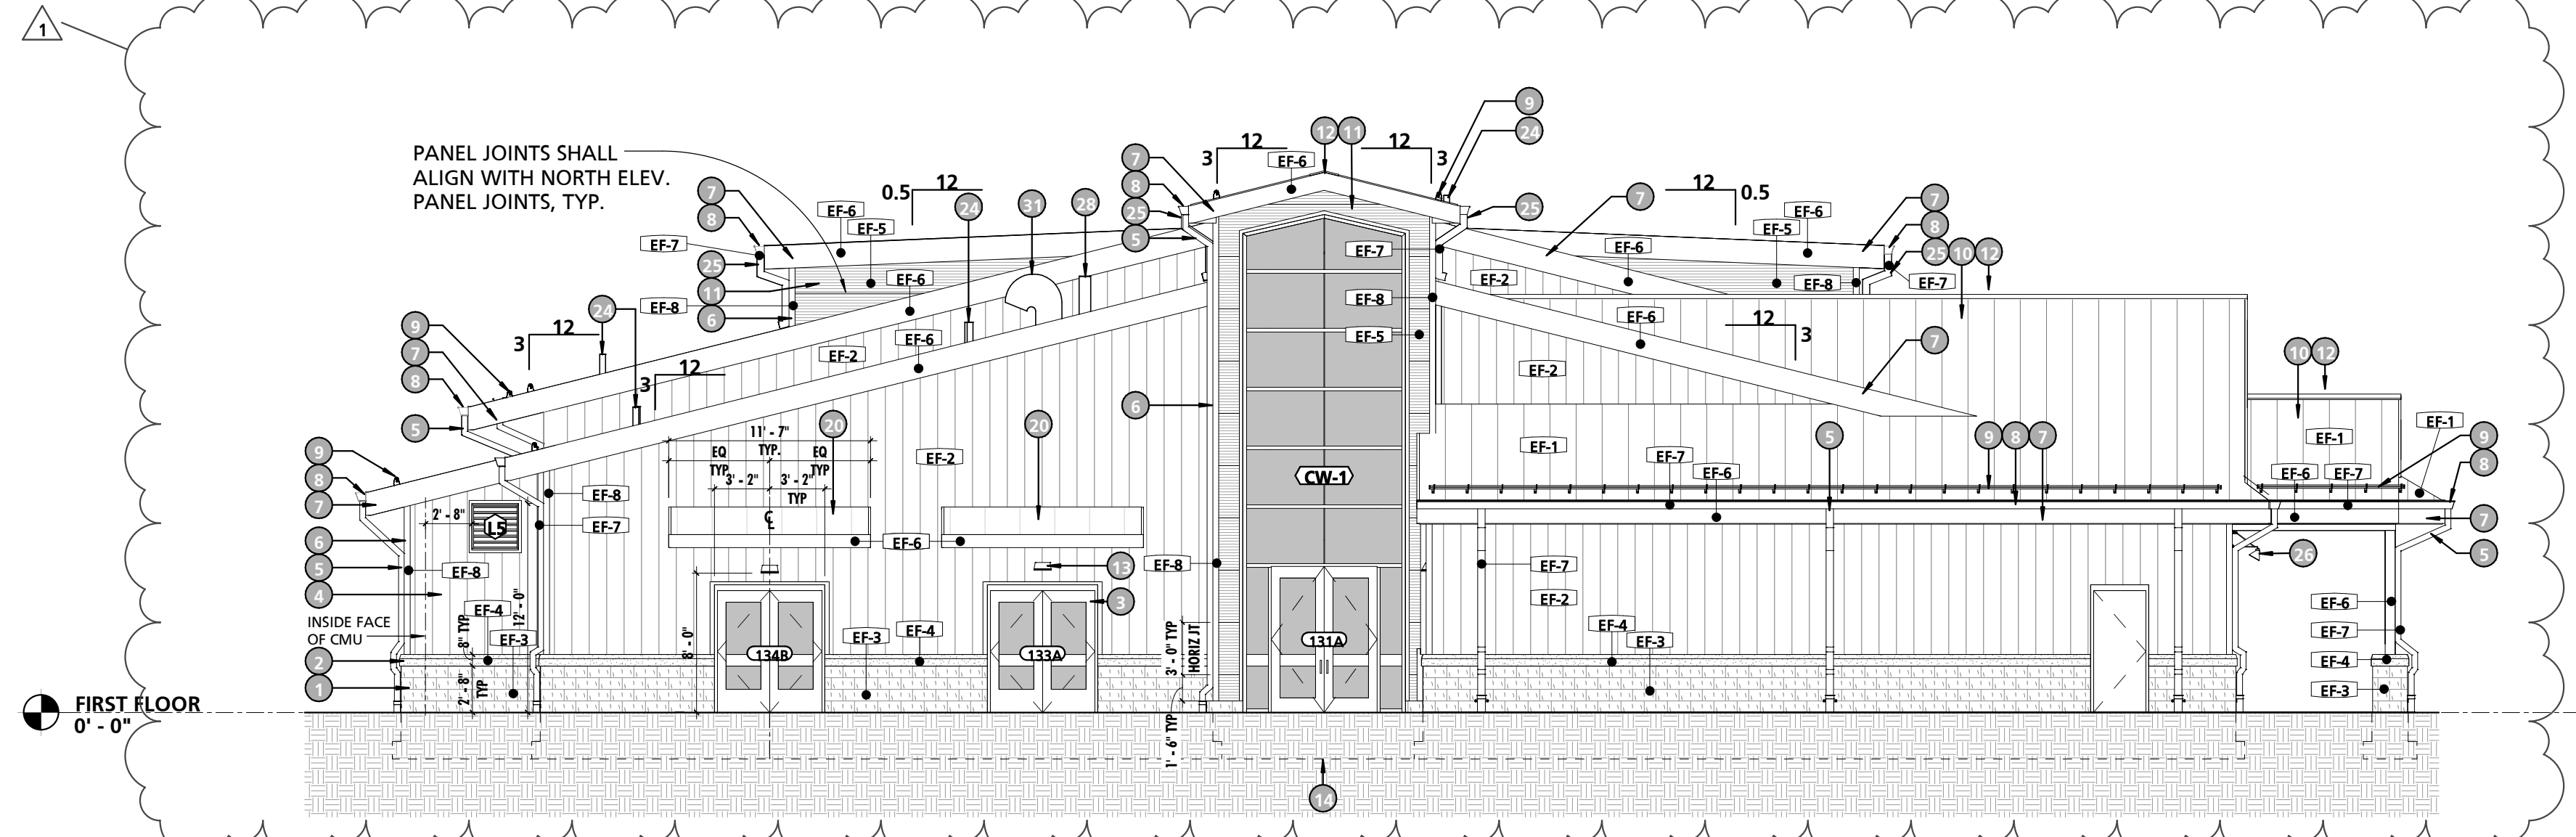 1
PANEL JOINTS SHALL
ALIGN WITH NORTH ELEV.
PANEL JOINTS, TYP.
9
24
12
3
EF-6
12
11
12
3
7
8
25
5
25
7
8
EF-7
25
11
EF-8
6
EF-6
EF-5
0.5
12
24
31
28
EF-6
7
12
0.5
EF-6
EF-6
EF-5
7
8
25
10
12
EF-7
EF-8
EF-2
EF-7
EF-8
EF-5
24
9
7
8
5
3
12
3
12
EF-2
EF-6
6
EF-6
12
3
7
EF-2
10
12
9
8
7
6
5
4
2
1
2' - 8"
L5
EF-8
EF-7
EF-8
EF-4
EF-3
8" TYP
12' - 0"
2' - 8"
TYP
INSIDE FACE
OF CMU
11' - 7"
TYP.
EQ
TYP
EQ
TYP
3' - 2"
3' - 2"
TYP
CL
20
20
EF-2
EF-6
13
3
8' - 0"
134B
133A
EF-3
EF-4
EF-8
3' - 0" TYP
HORIZ JT
1' - 6" TYP
CW-1
131A
14
EF-1
EF-7
EF-6
5
9
8
7
EF-7
EF-2
EF-4
EF-3
EF-1
EF-1
EF-6
EF-7
9
8
7
5
26
EF-6
EF-7
EF-4
EF-3
FIRST FLOOR
0' - 0"